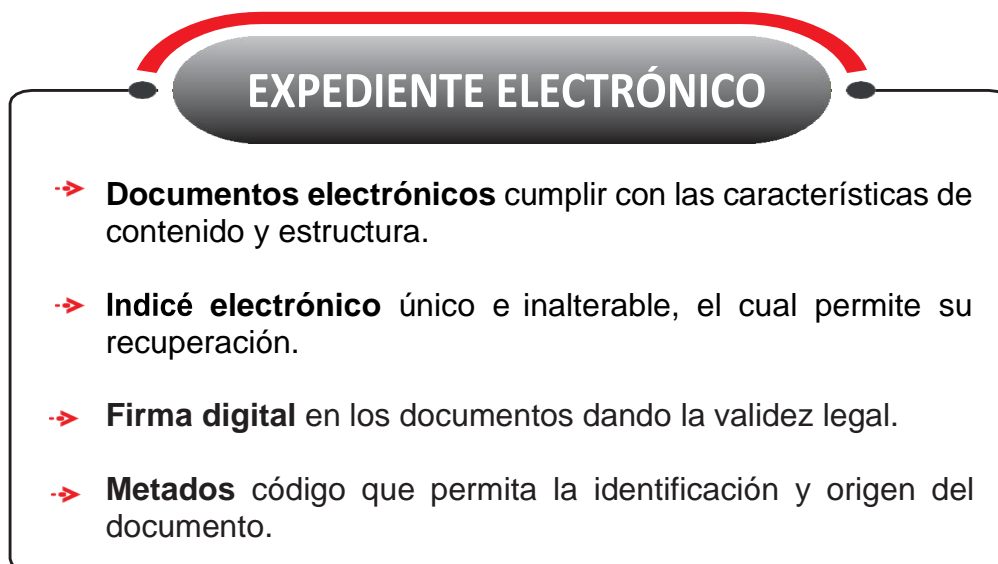 EXPEDIENTE ELECTRÓNICO
Documentos electrónicos cumplir con las características de
contenido y estructura.
Indicé electrónico único e inalterable, el cual permite su
recuperación.
Firma digital en los documentos dando la validez legal.
Metados código que permita la identificación y origen del
documento.